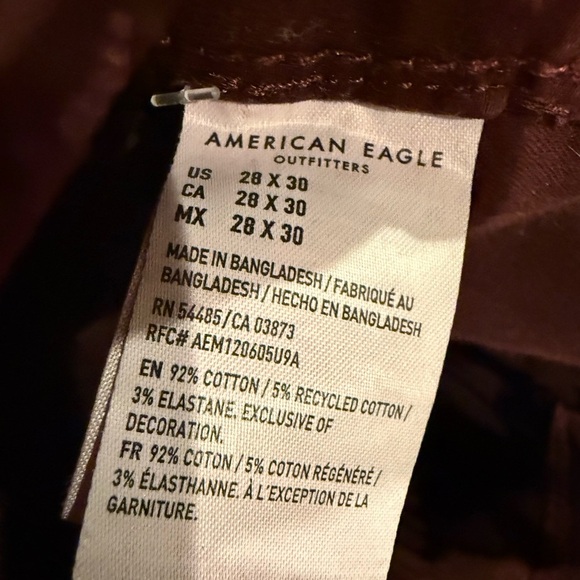 AMERICAN EAGLE
OUTFITTERS
US 28 X 30
CA 28 X 30
MX 28 X 30
MADE IN BANGLADESH / FABRIQUÉ AU
BANGLADESH / HECHO EN BANGLADESH
RN 54485 / CA 03873
RFC# AEM120605U9A
EN 92% COTTON / 5% RECYCLED COTTON /
3% ELASTANE. EXCLUSIVE OF
DECORATION.
FR 92% COTON / 5% COTON RÉGÉNÉRÉ /
3% ÉLASTHANNE. À L'EXCEPTION DE LA
GARNITURE.